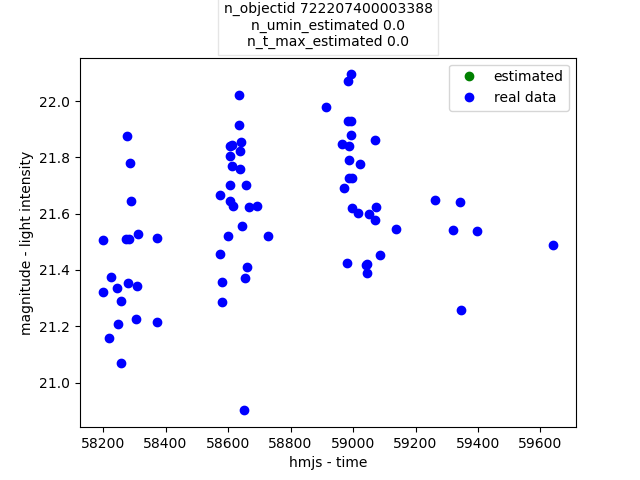 n_objectid 722207400003388
n_umin_estimated 0.0
n_t_max_estimated 0.0
estimated
real data
22.0
21.8
21.6
21.4
21.2
21.0
magnitude - light intensity
58200 58400 58600 58800 59000 59200 59400 59600
hmjs - time